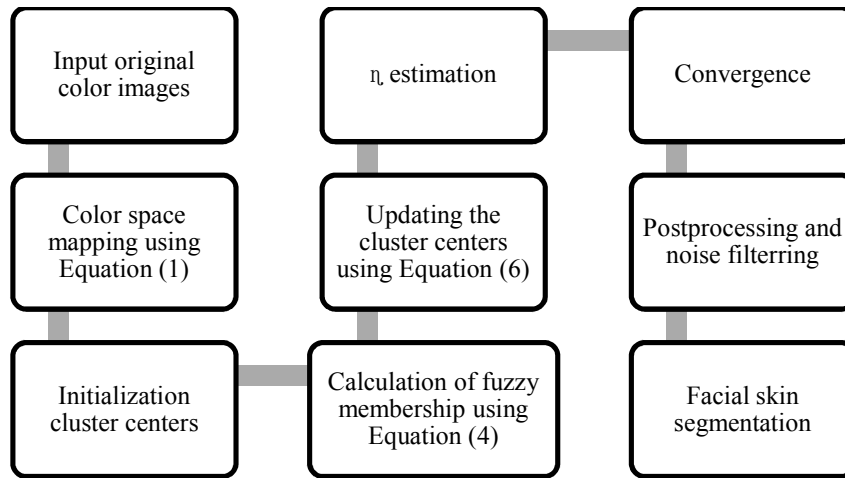 Input original
color images
Color space
mapping using
Equation (1)
Initialization
cluster centers
Calculation of fuzzy
membership using
Equation (4)
Updating the
cluster centers
using Equation (6)
η estimation
Convergence
Postprocessing and
noise filterring
Facial skin
segmentation